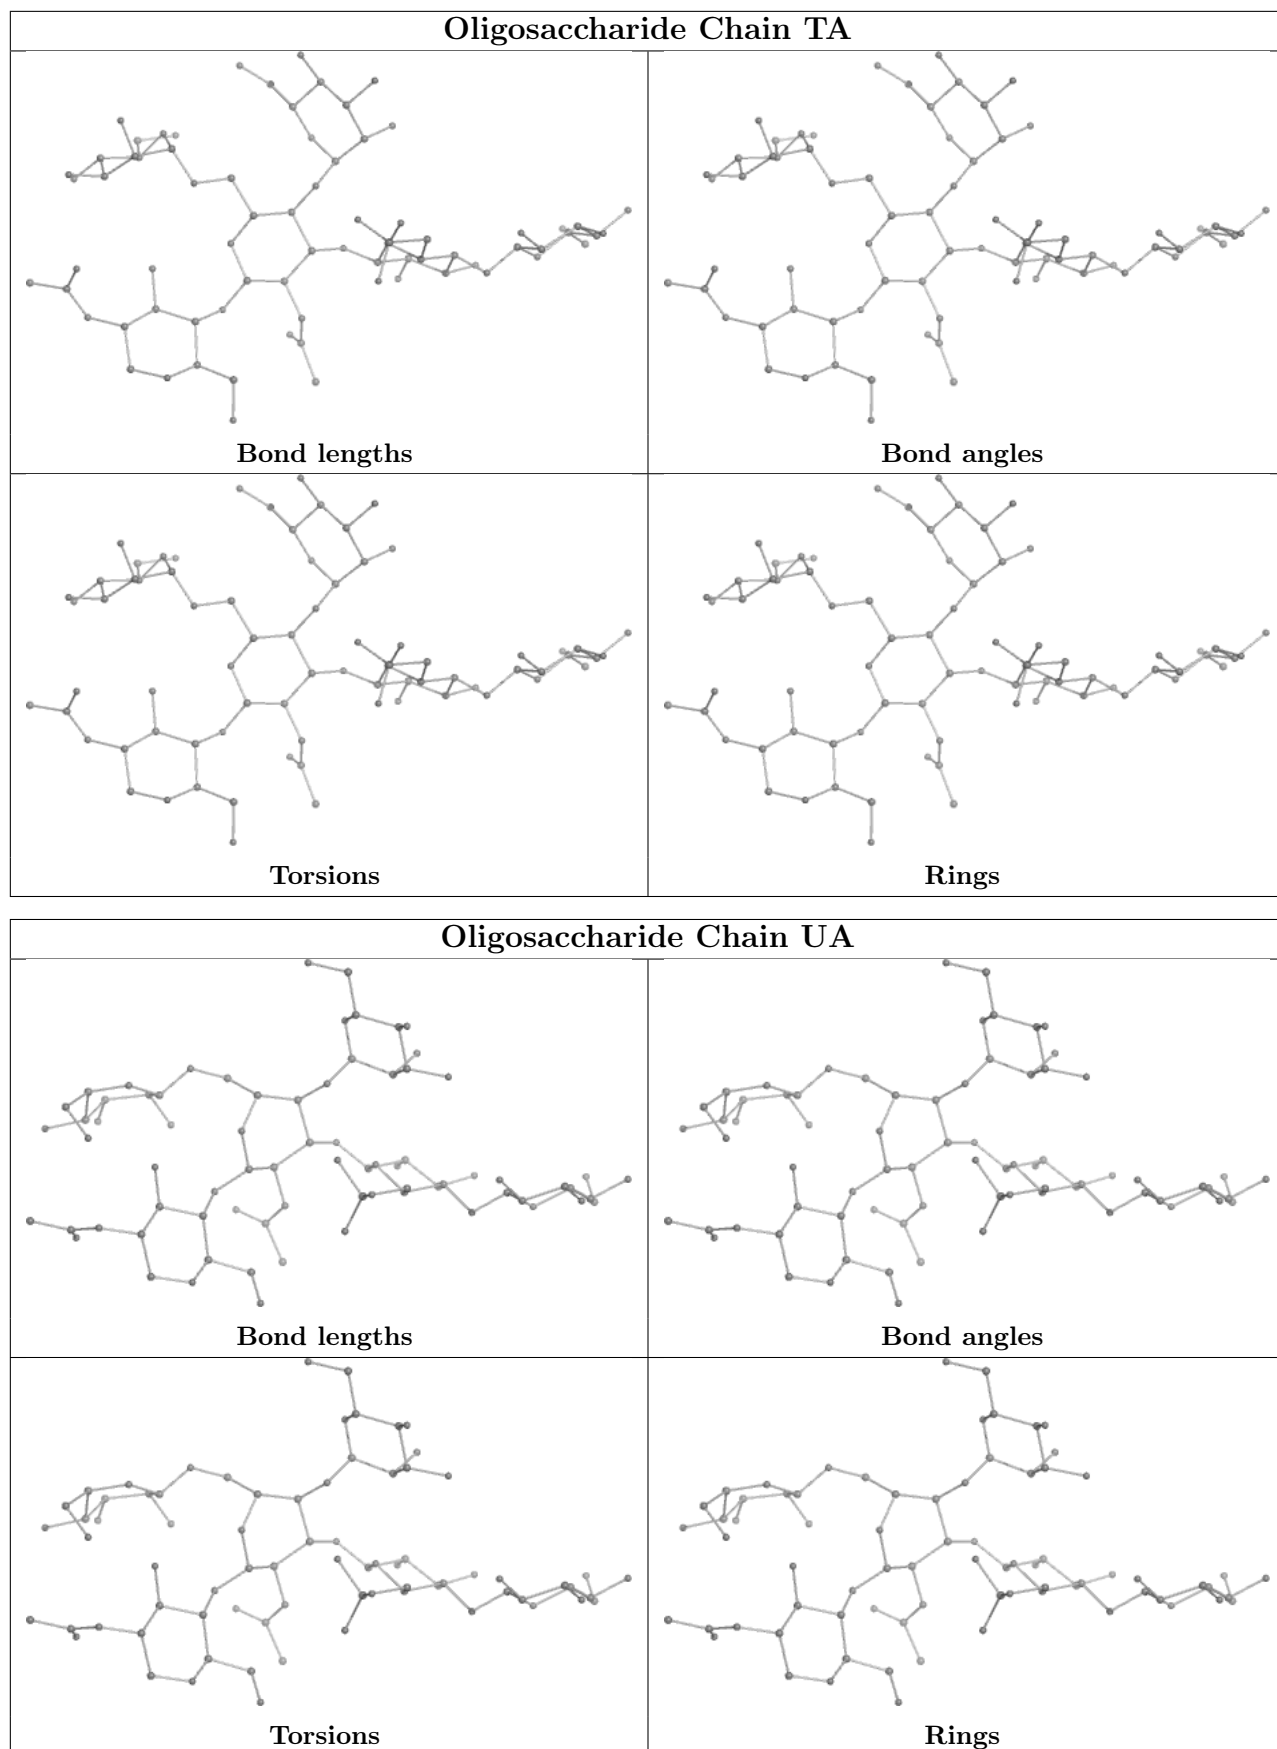 Oligosaccharide Chain TA
Bond lengths
Bond angles
Torsions
Rings
Oligosaccharide Chain UA
Bond lengths
Bond angles
Torsions
Rings